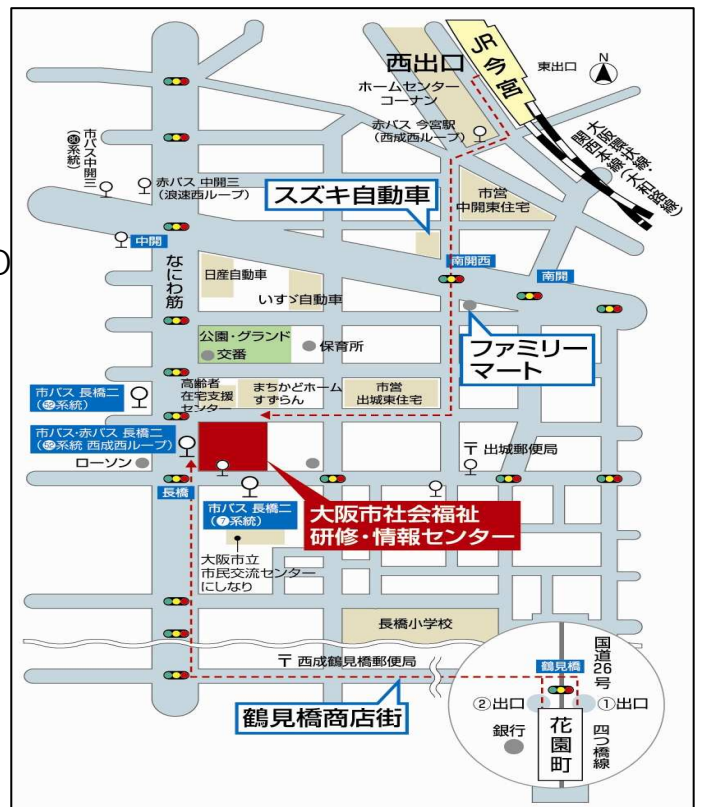 JR
今宮
西出口
東出口
N
ホームセンター
コーナン
赤バス 今宮駅
（西成西ループ）
大阪環状線・
関西本線（大和路線）
市バス中開三
（80系統）
赤バス 中開三
（浪速西ループ）
スズキ自動車
市営
中開東住宅
中開
なにわ筋
南開西
南開
日産自動車
いすゞ自動車
ファミリー
マート
公園・グランド
交番
保育所
市バス 長橋二
（52系統）
高齢者
在宅支援
センター
まちかどホーム
すずらん
市営
出城東住宅
市バス・赤バス 長橋二
（52系統 西成西ループ）
ローソン
〒出城郵便局
長橋
市バス 長橋二
（7系統）
大阪市社会福祉
研修・情報センター
大阪市立
市民交流センター
にしなり
長橋小学校
〒西成鶴見橋郵便局
鶴見橋商店街
国道26号
鶴見橋
②出口
①出口
銀行
花園町
四つ橋線